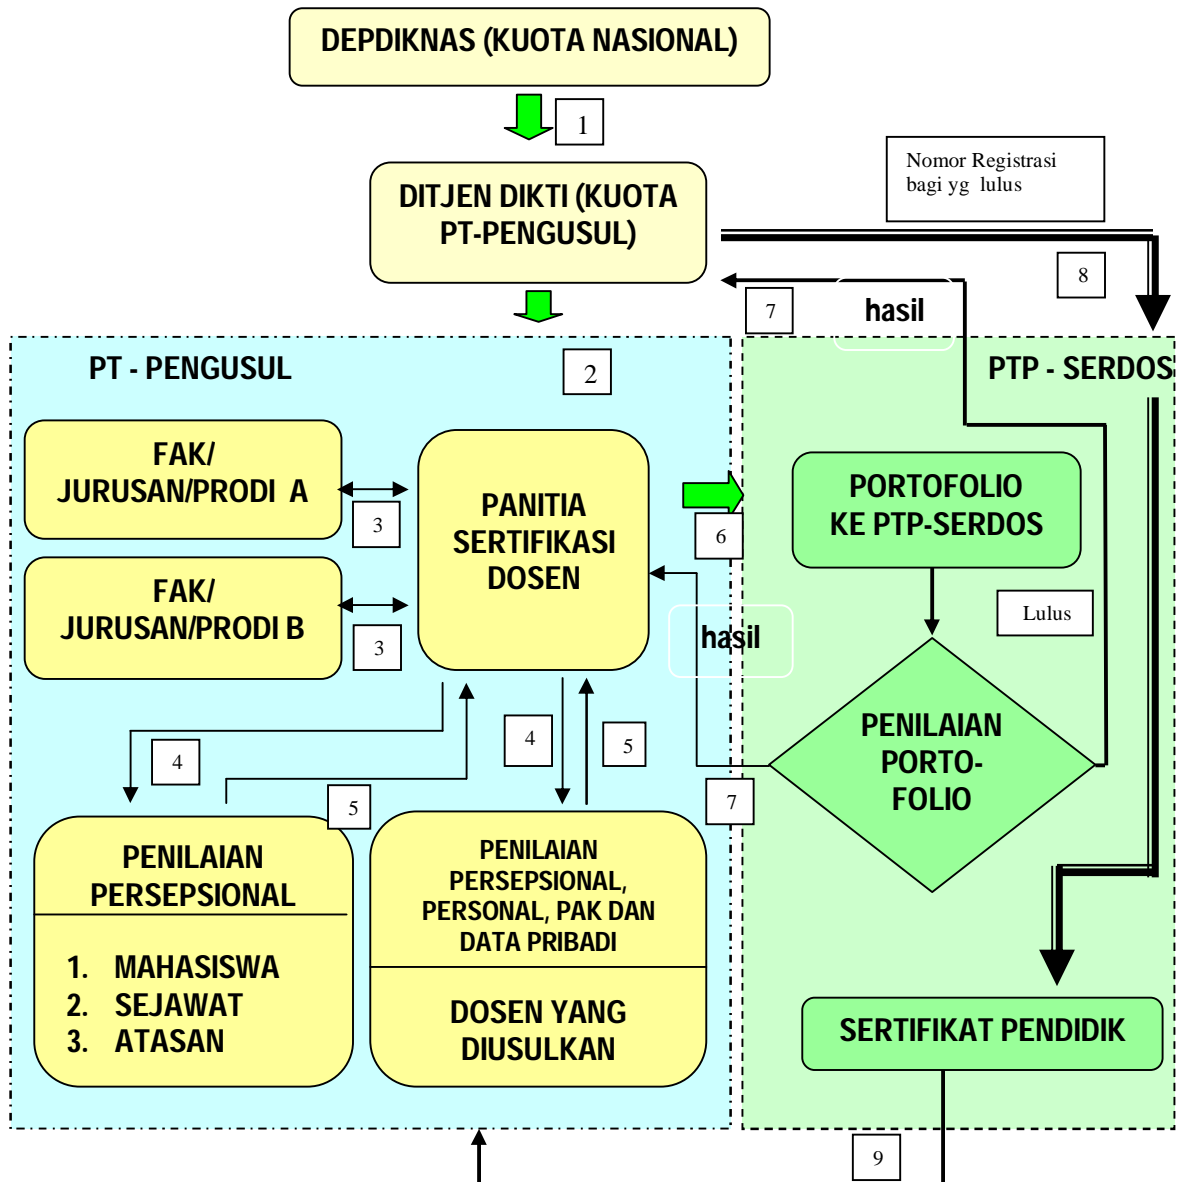 DEPDIKNAS (KUOTA NASIONAL)
1
DITJEN DIKTI (KUOTA
PT-PENGUSUL)
Nomor Registrasi
bagi yg lulus
8
7
hasil
PT - PENGUSUL
2
PTP - SERDOS
FAK/
JURUSAN/PRODI A
3
PANITIA
SERTIFIKASI
DOSEN
6
PORTOFOLIO
KE PTP-SERDOS
FAK/
JURUSAN/PRODI B
3
hasil
Lulus
4
5
4
5
7
PENILAIAN
PORTO-
FOLIO
PENILAIAN
PERSEPSIONAL
1. MAHASISWA
2. SEJAWAT
3. ATASAN
PENILAIAN
PERSEPSIONAL,
PERSONAL, PAK DAN
DATA PRIBADI
DOSEN YANG
DIUSULKAN
SERTIFIKAT PENDIDIK
9